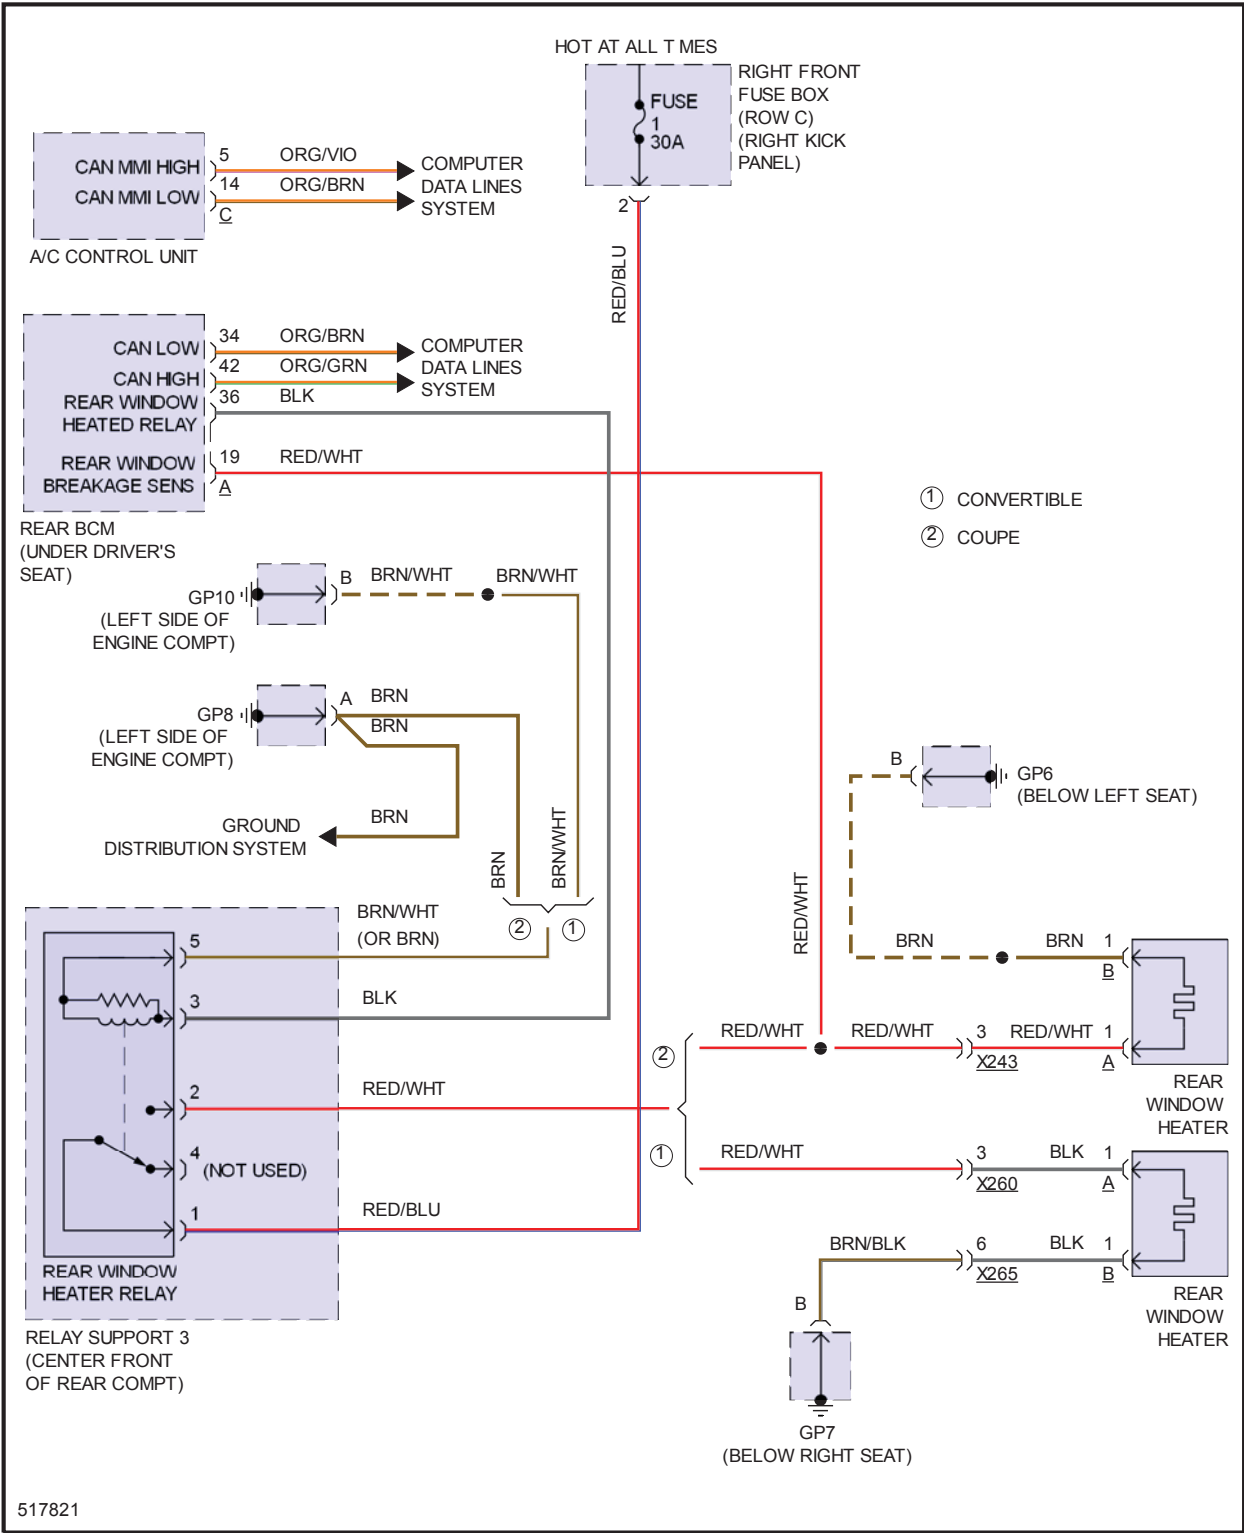 HOT AT ALL T MES
RIGHT FRONT
FUSE BOX
(ROW C)
(RIGHT KICK
PANEL)
FUSE
1
30A
2
RED/BLU
CAN MMI HIGH
CAN MMI LOW
5
14
C
ORG/VIO
ORG/BRN
COMPUTER
DATA LINES
SYSTEM
A/C CONTROL UNIT
CAN LOW
CAN HIGH
REAR WINDOW
HEATED RELAY
REAR WINDOW
BREAKAGE SENS
34
42
36
19
A
ORG/BRN
ORG/GRN
BLK
RED/WHT
COMPUTER
DATA LINES
SYSTEM
REAR BCM
(UNDER DRIVER'S
SEAT)
1 CONVERTIBLE
2 COUPE
GP10
(LEFT SIDE OF
ENGINE COMPT)
B
BRN/WHT
BRN/WHT
GP8
(LEFT SIDE OF
ENGINE COMPT)
A
BRN
BRN
BRN
GROUND
DISTRIBUTION SYSTEM
BRN
BRN/WHT
2
1
B
GP6
(BELOW LEFT SEAT)
RED/WHT
BRN/WHT
(OR BRN)
5
3
BLK
2
RED/WHT
4
(NOT USED)
1
RED/BLU
REAR WINDOW
HEATER RELAY
RELAY SUPPORT 3
(CENTER FRONT
OF REAR COMPT)
BRN
BRN
1
B
2
RED/WHT
RED/WHT
3
X243
RED/WHT
1
A
REAR
WINDOW
HEATER
1
RED/WHT
3
X260
BLK
1
A
BRN/BLK
6
X265
BLK
1
B
REAR
WINDOW
HEATER
B
GP7
(BELOW RIGHT SEAT)
517821